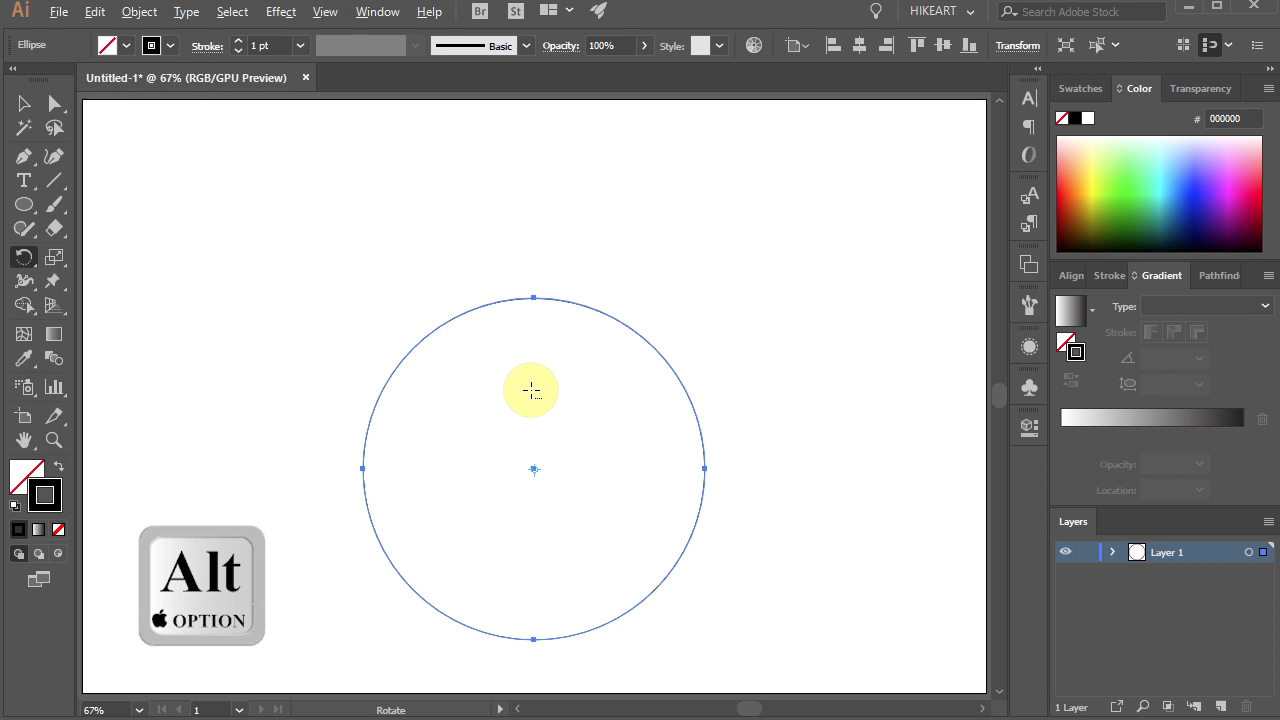 Ai File Edit Object Type Select Effect View Window Help Br St HIKEART Search Adobe Stock
Ellipse Stroke: 1 pt Basic Opacity: 100% Style: Transform
Untitled-1* @ 67% (RGB/GPU Preview)
Swatches Color Transparency
# 000000
Align Stroke Gradient Pathfind
Type:
Stroke:
Opacity:
Location:
Layers
Layer 1
Alt
OPTION
67% 1 Rotate
1 Layer